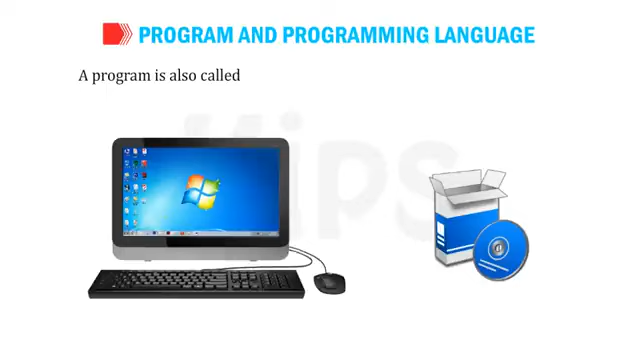 PROGRAM AND PROGRAMMING LANGUAGE
A program is also called